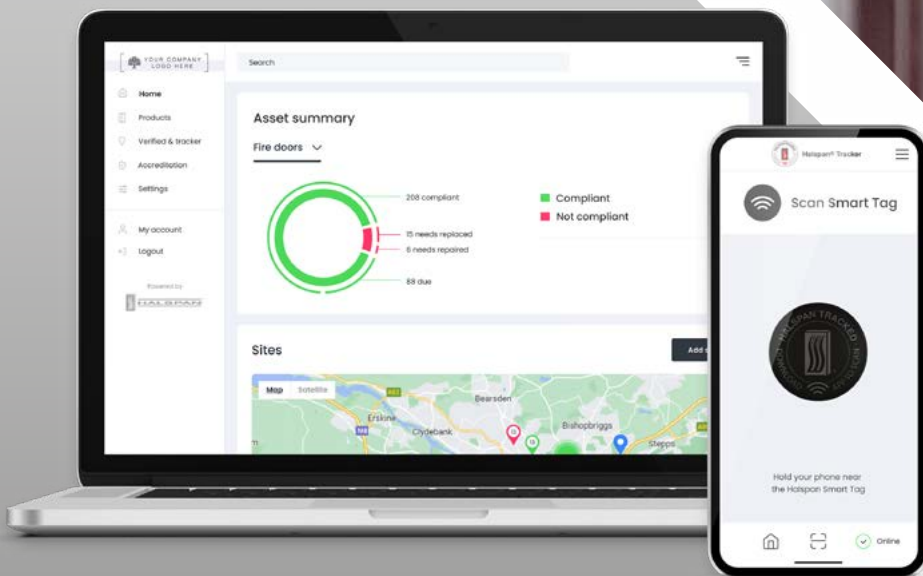 YOUR COMPANY
LOGO HERE
Search
Home
Products
Verified & tracker
Accreditation
Settings
My account
Logout
Powered by
HALSPAN
Asset summary
Fire doors
208 compliant
15 needs replaced
6 needs repaired
88 due
Compliant
Not compliant
Sites
Add
Map
Satellite
Bearsden
Erskine
Clydebank
Bishopbriggs
Stepps
Halspan® Tracker
Scan Smart Tag
HALSPAN TRACKED
Hold your phone near
the Halspan Smart Tag
Online